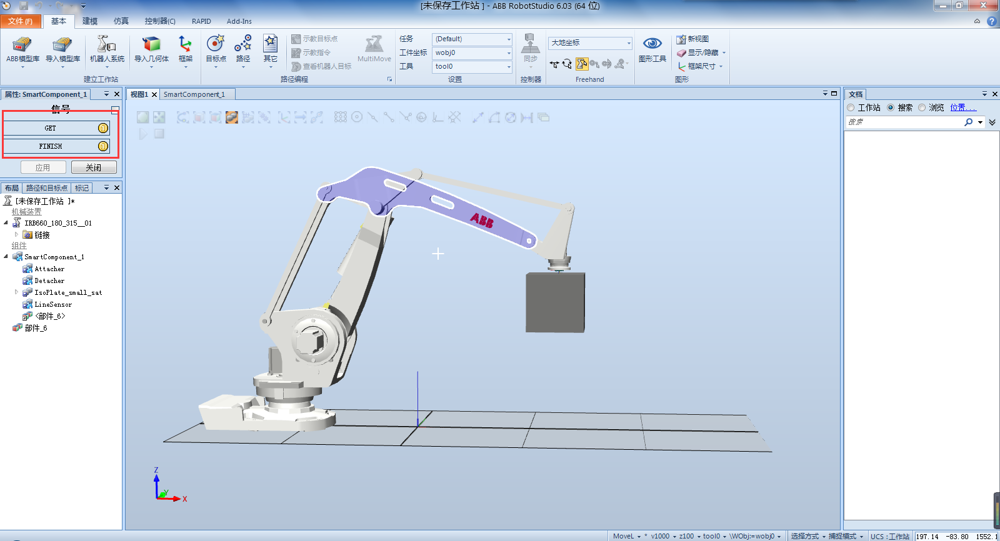 [未保存工作站 ] - ABB RobotStudio 6.03 (64 位)
文件(F) 基本 建模 仿真 控制器(C) RAPID Add-Ins
ABB模型库 导入模型库 机器人系统 导入几何体 框架 目标点 路径 其它
示教目标点
示教指令
查看机器人目标
MultiMove
任务 (Default)
工件坐标 wobj0
工具 tool0
同步
大地坐标
图形工具
新视图
显示/隐藏
框架尺寸
建立工作站 路径编程 设置 控制器 Freehand 图形
属性: SmartComponent_1
信号
GET 1
FINISH 1
应用 关闭
布局 路径和目标点 标记
[未保存工作站 ]*
机械装置
IRB660_180_315__01
链接
组件
SmartComponent_1
Attacher
Detacher
IsoPlate_small_sat
LineSensor
<部件_6>
部件_6
视图1 SmartComponent_1
ABB
Z
Y
X
文档
工作站 搜索 浏览 位置...
搜索
MoveL * v1000 z100 tool0 \WObj:=wobj0 选择方式 捕捉模式 UCS:工作站 197.14 -83.80 1552.1